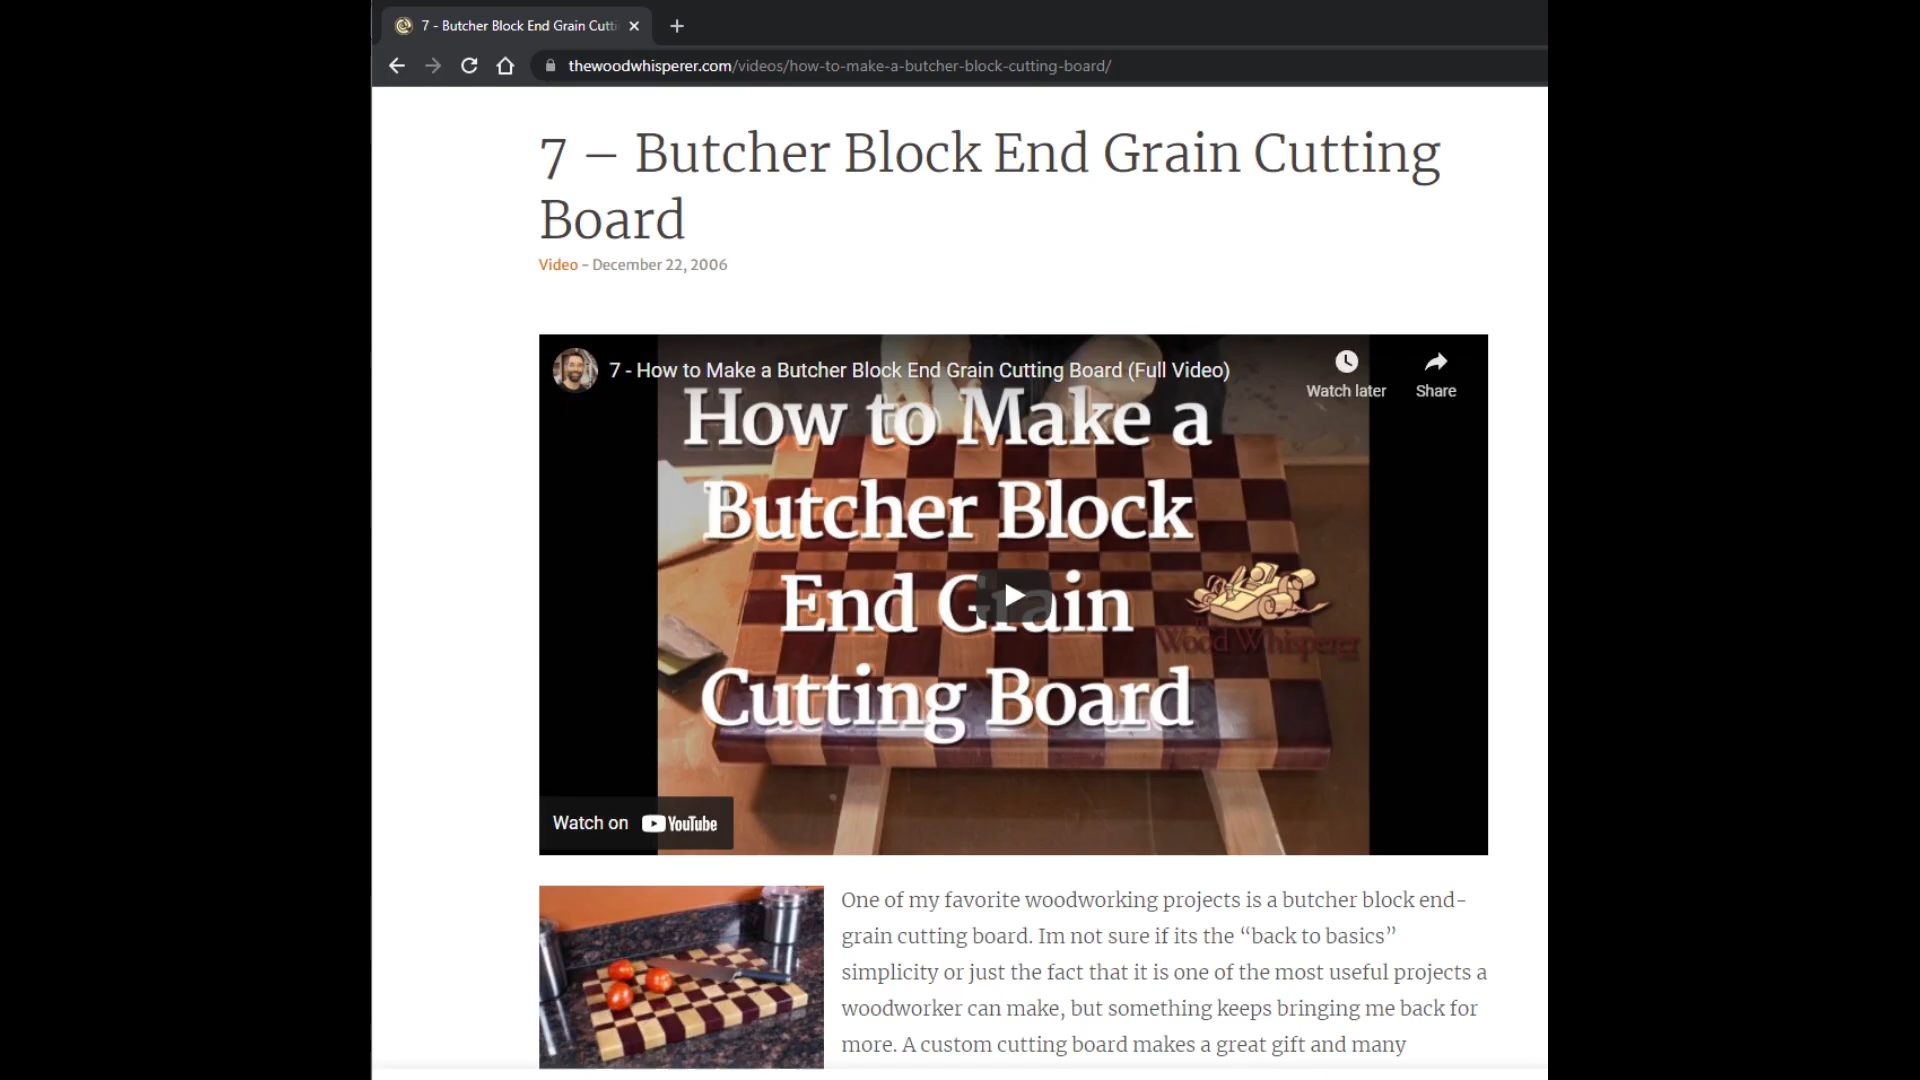 7 - Butcher Block End Grain Cutti
thewoodwhisperer.com/videos/how-to-make-a-butcher-block-cutting-board/
7 – Butcher Block End Grain Cutting
Board
Video – December 22, 2006
7 - How to Make a Butcher Block End Grain Cutting Board (Full Video)
Watch later
Share
How to Make a
Butcher Block
End Grain
Cutting Board
Wood Whisperer
Watch on YouTube
One of my favorite woodworking projects is a butcher block end-
grain cutting board. Im not sure if its the “back to basics”
simplicity or just the fact that it is one of the most useful projects a
woodworker can make, but something keeps bringing me back for
more. A custom cutting board makes a great gift and many